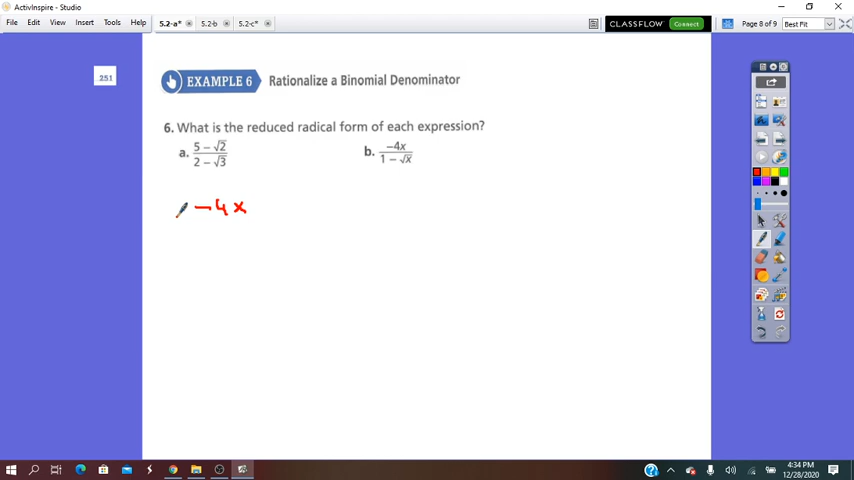 ActivInspire - Studio
File Edit View Insert Tools Help
5.2-a* 5.2-b 5.2-c*
CLASSFLOW Connect
Page 8 of 9
Best Fit
251
EXAMPLE 6 Rationalize a Binomial Denominator
6. What is the reduced radical form of each expression?
a. (5 − √2)/(2 − √3) b. (−4x)/(1 − √x)
−4x
4:34 PM
12/28/2020